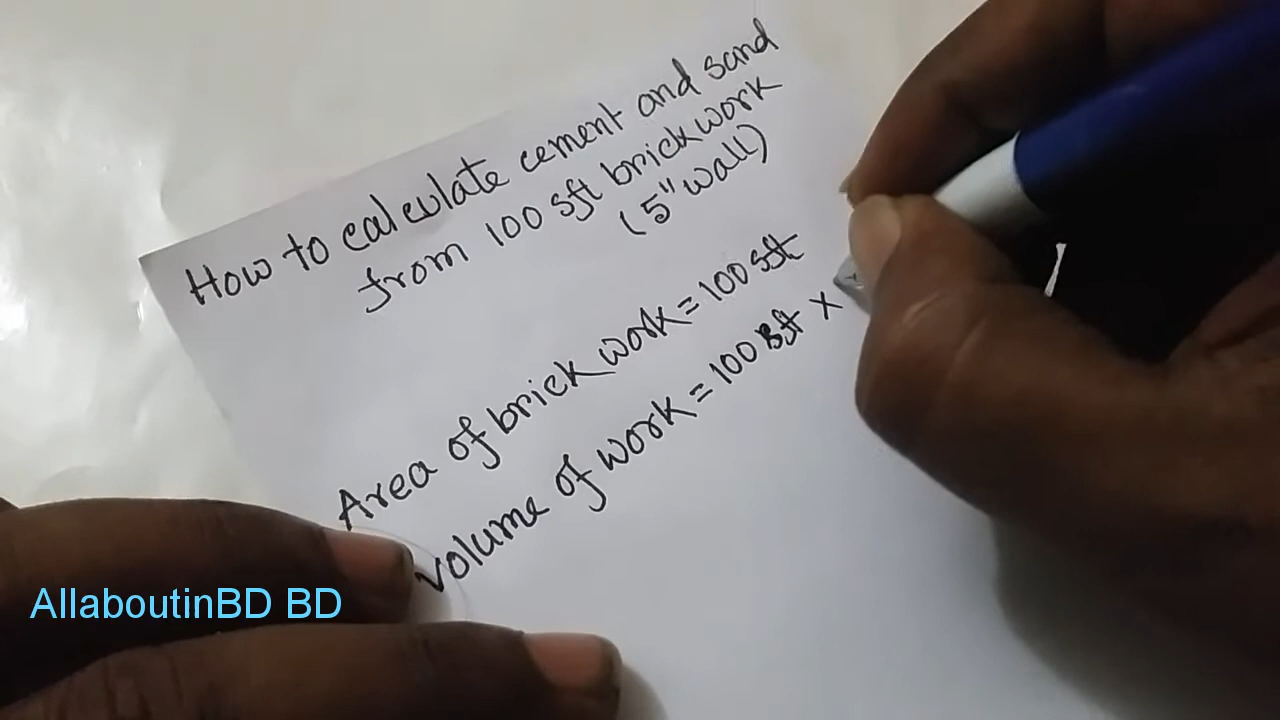 How to calculate cement and sand
from 100 sft brick work
(5" wall)
Area of brick work = 100 sft
volume of work = 100 sft x
AllaboutinBD BD